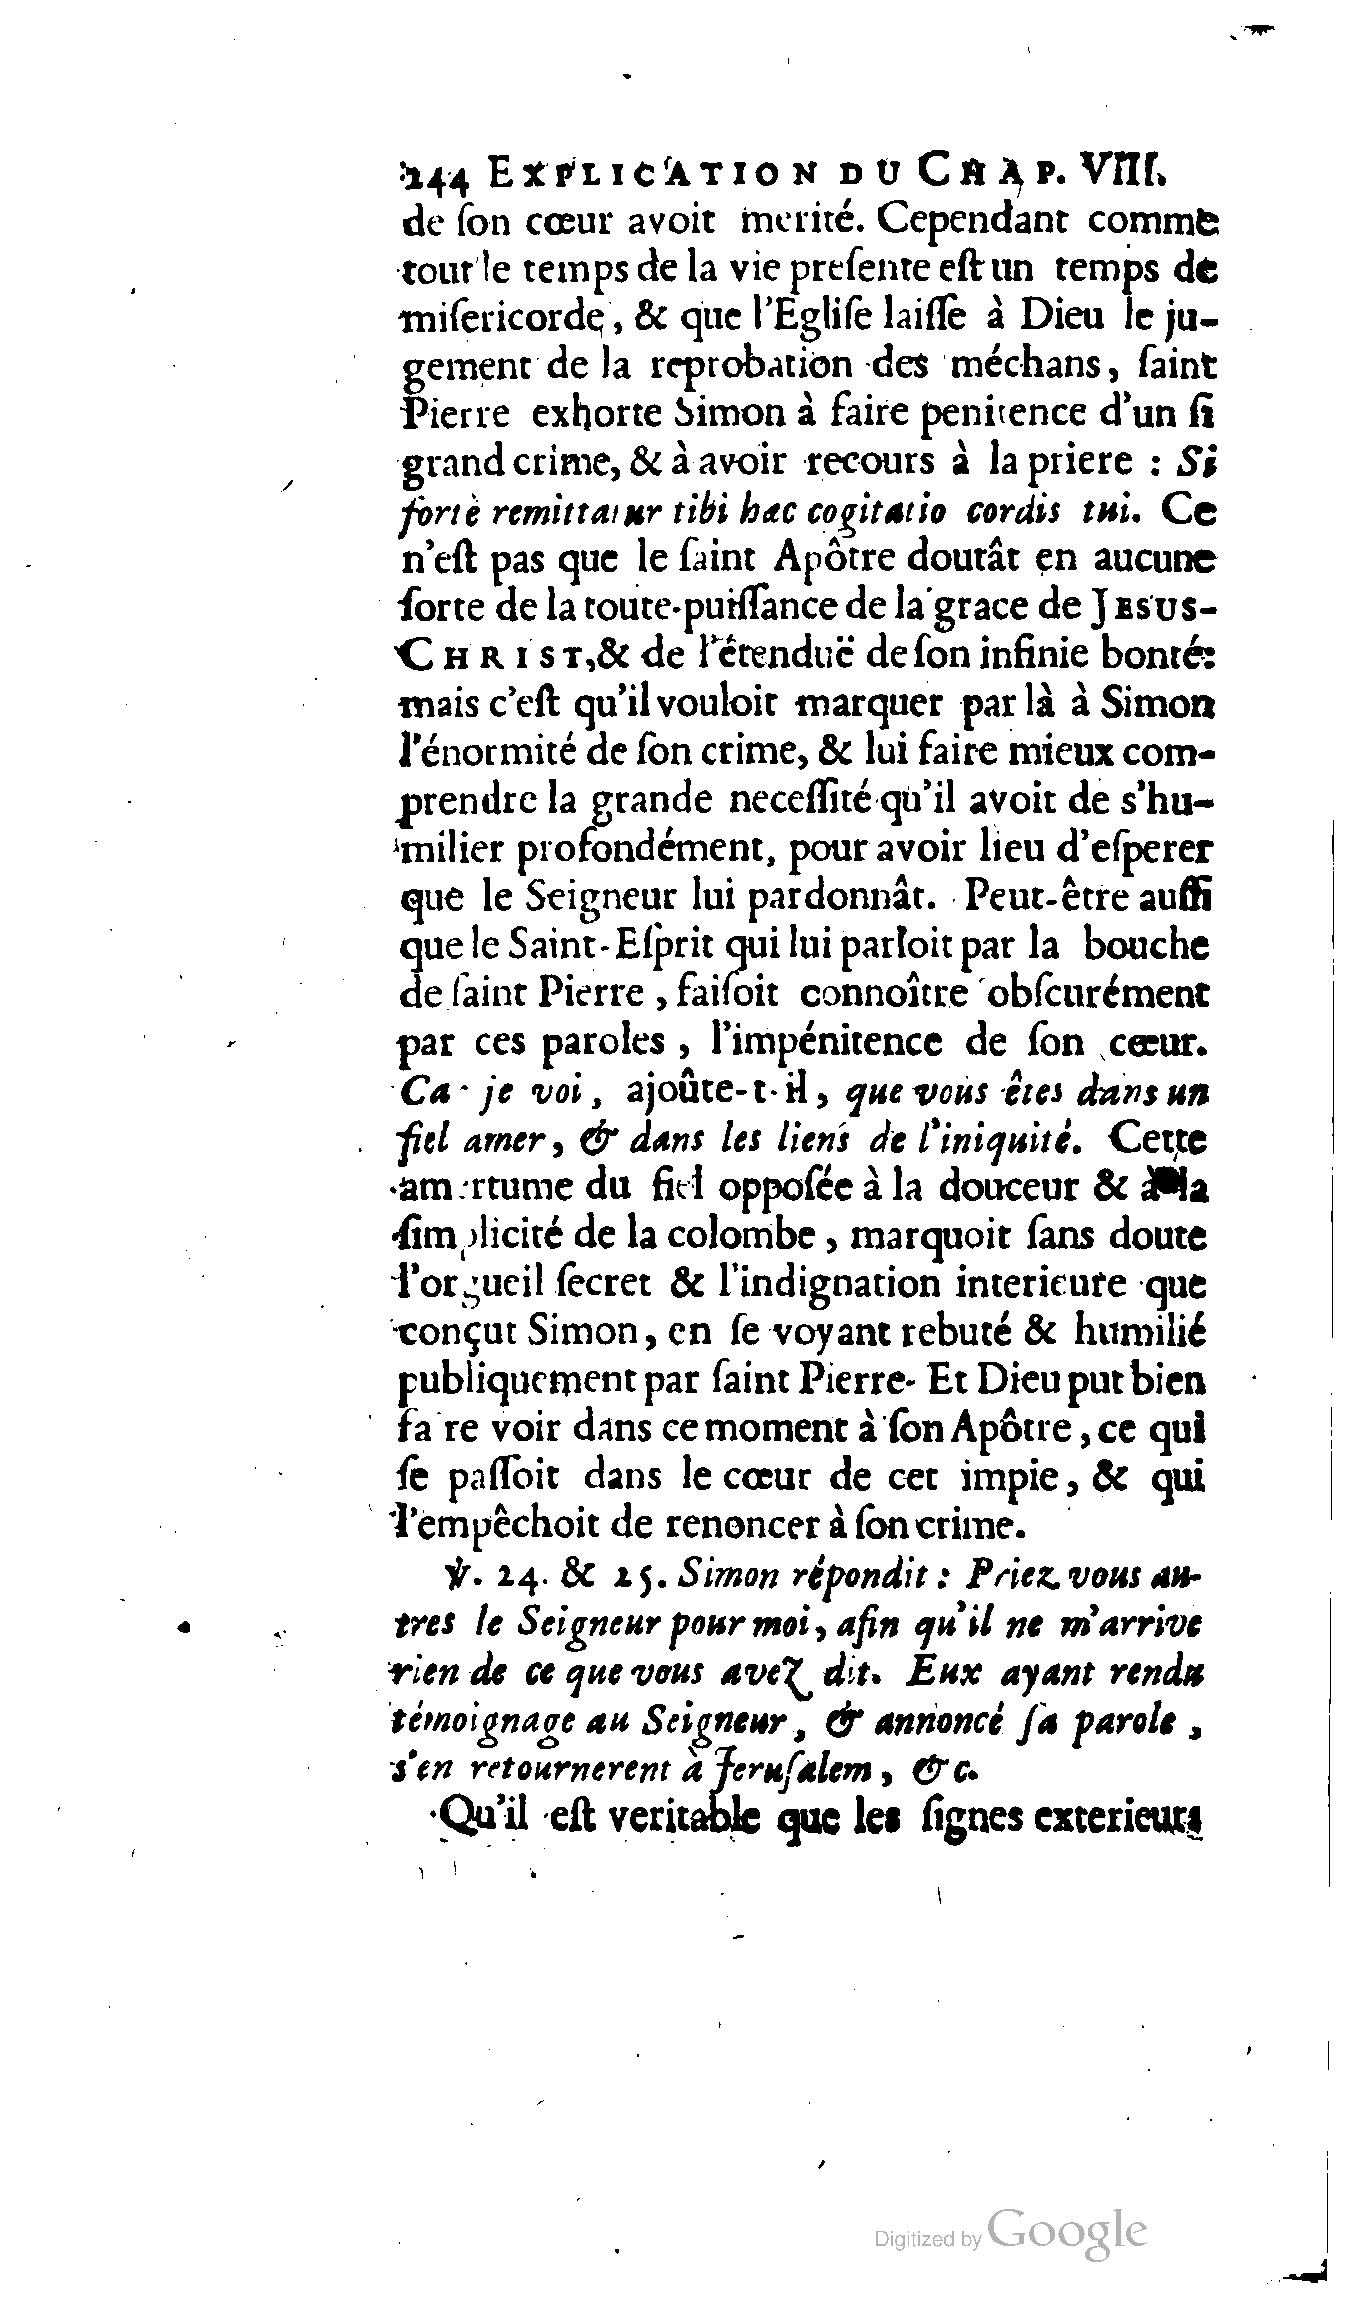 244 EXPLICATION DU CHAP. VIII.
de ſon cœur avoit merité. Cependant comme
tout le temps de la vie preſente eſt un temps de
miſericorde, & que l'Egliſe laiſſe à Dieu le ju-
gement de la reprobation des méchans, ſaint
Pierre exhorte Simon à faire penitence d'un ſi
grand crime, & à avoir recours à la priere : Si
fortè remittatur tibi hæc cogitatio cordis tui. Ce
n'eſt pas que le ſaint Apôtre doutât en aucune
ſorte de la toute-puiſſance de la grace de JESUS-
CHRIST, & de l'étenduë de ſon infinie bonté:
mais c'eſt qu'il vouloit marquer par là à Simon
l'énormité de ſon crime, & lui faire mieux com-
prendre la grande neceſſité qu'il avoit de s'hu-
milier profondément, pour avoir lieu d'eſperer
que le Seigneur lui pardonnât. Peut-être auſſi
que le Saint-Eſprit qui lui parloit par la bouche
de ſaint Pierre, faiſoit connoître obſcurément
par ces paroles, l'impénitence de ſon cœur.
Car je voi, ajoûte-t-il, que vous êtes dans un
fiel amer, & dans les liens de l'iniquité. Cette
amertume du fiel oppoſée à la douceur & à la
ſimplicité de la colombe, marquoit ſans doute
l'orgueil ſecret & l'indignation interieure que
conçut Simon, en ſe voyant rebuté & humilié
publiquement par ſaint Pierre. Et Dieu put bien
faire voir dans ce moment à ſon Apôtre, ce qui
ſe paſſoit dans le cœur de cet impie, & qui
l'empêchoit de renoncer à ſon crime.
℣. 24. & 25. Simon répondit : Priez vous au-
tres le Seigneur pour moi, afin qu'il ne m'arrive
rien de ce que vous avez dit. Eux ayant rendu
témoignage au Seigneur, & annoncé ſa parole,
s'en retournerent à Jeruſalem, &c.
Qu'il eſt veritable que les ſignes exterieurs
Digitized by Google